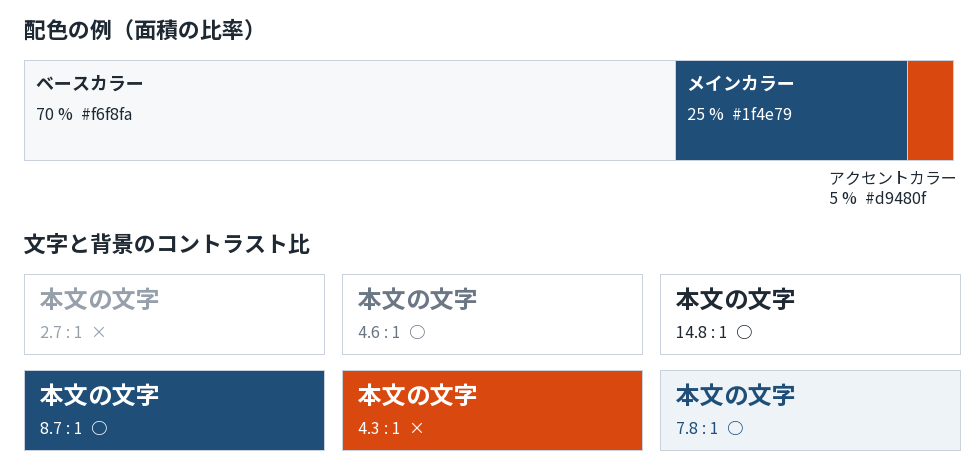 配色の例（面積の比率）
ベースカラー
70 % #f6f8fa
メインカラー
25 % #1f4e79
アクセントカラー
5 % #d9480f
文字と背景のコントラスト比
本文の文字
2.7 : 1 ×
本文の文字
4.6 : 1 ○
本文の文字
14.8 : 1 ○
本文の文字
8.7 : 1 ○
本文の文字
4.3 : 1 ×
本文の文字
7.8 : 1 ○